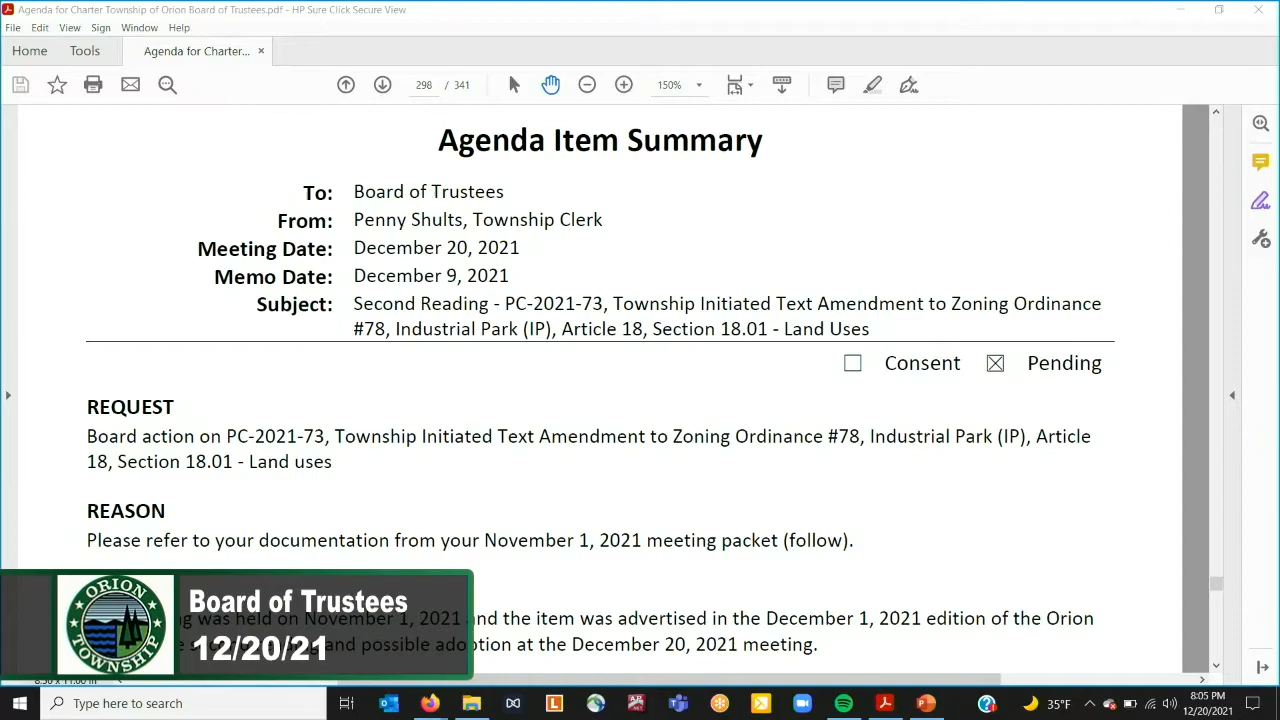 Agenda for Charter Township of Orion Board of Trustees.pdf - HP Sure Click Secure View
File Edit View Sign Window Help
Home Tools Agenda for Charter... ×
298 / 341 150%
Agenda Item Summary
To: Board of Trustees
From: Penny Shults, Township Clerk
Meeting Date: December 20, 2021
Memo Date: December 9, 2021
Subject: Second Reading - PC-2021-73, Township Initiated Text Amendment to Zoning Ordinance
#78, Industrial Park (IP), Article 18, Section 18.01 - Land Uses
Consent Pending
REQUEST
Board action on PC-2021-73, Township Initiated Text Amendment to Zoning Ordinance #78, Industrial Park (IP), Article
18, Section 18.01 - Land uses
REASON
Please refer to your documentation from your November 1, 2021 meeting packet (follow).
was held on November 1, 2021 and the item was advertised in the December 1, 2021 edition of the Orion
and possible adoption at the December 20, 2021 meeting.
ORION
TOWNSHIP
Board of Trustees
12/20/21
Type here to search
35°F
8:05 PM
12/20/2021